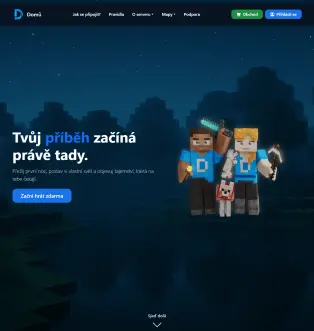 Domů
Jak se připojit?
Pravidla
O serveru
Mapy
Podpora
Obchod
Přihlásit se
Tvůj příběh začíná
právě tady.
Přežij první noc, postav si vlastní svět a objevuj tajemství, která na
tebe čekají.
Začni hrát zdarma
Sjeď dolů